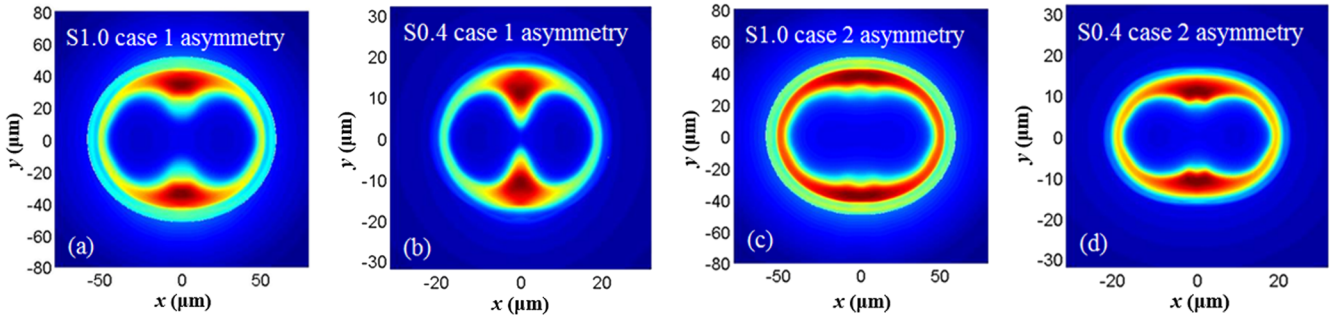 80
60
40
20
0
-20
-40
-60
-80
y (μm)
S1.0 case 1 asymmetry
(a)
-50
0
50
x (μm)
30
20
10
0
-10
-20
-30
y (μm)
S0.4 case 1 asymmetry
(b)
-20
0
20
x (μm)
80
60
40
20
0
-20
-40
-60
-80
y (μm)
S1.0 case 2 asymmetry
(c)
-50
0
50
x (μm)
30
20
10
0
-10
-20
-30
y (μm)
S0.4 case 2 asymmetry
(d)
-20
0
20
x (μm)